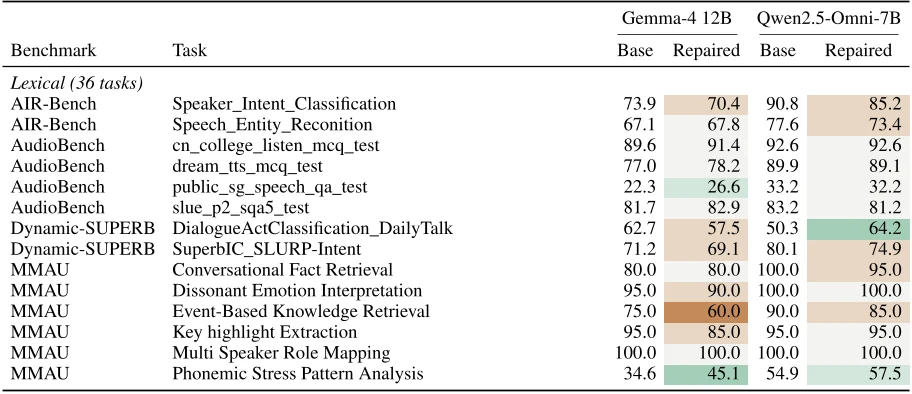 Gemma-4 12B Qwen2.5-Omni-7B
Benchmark Task Base Repaired Base Repaired
Lexical (36 tasks)
AIR-Bench Speaker_Intent_Classification 73.9 70.4 90.8 85.2
AIR-Bench Speech_Entity_Reconition 67.1 67.8 77.6 73.4
AudioBench cn_college_listen_mcq_test 89.6 91.4 92.6 92.6
AudioBench dream_tts_mcq_test 77.0 78.2 89.9 89.1
AudioBench public_sg_speech_qa_test 22.3 26.6 33.2 32.2
AudioBench slue_p2_sqa5_test 81.7 82.9 83.2 81.2
Dynamic-SUPERB DialogueActClassification_DailyTalk 62.7 57.5 50.3 64.2
Dynamic-SUPERB SuperbIC_SLURP-Intent 71.2 69.1 80.1 74.9
MMAU Conversational Fact Retrieval 80.0 80.0 100.0 95.0
MMAU Dissonant Emotion Interpretation 95.0 90.0 100.0 100.0
MMAU Event-Based Knowledge Retrieval 75.0 60.0 90.0 85.0
MMAU Key highlight Extraction 95.0 85.0 95.0 95.0
MMAU Multi Speaker Role Mapping 100.0 100.0 100.0 100.0
MMAU Phonemic Stress Pattern Analysis 34.6 45.1 54.9 57.5